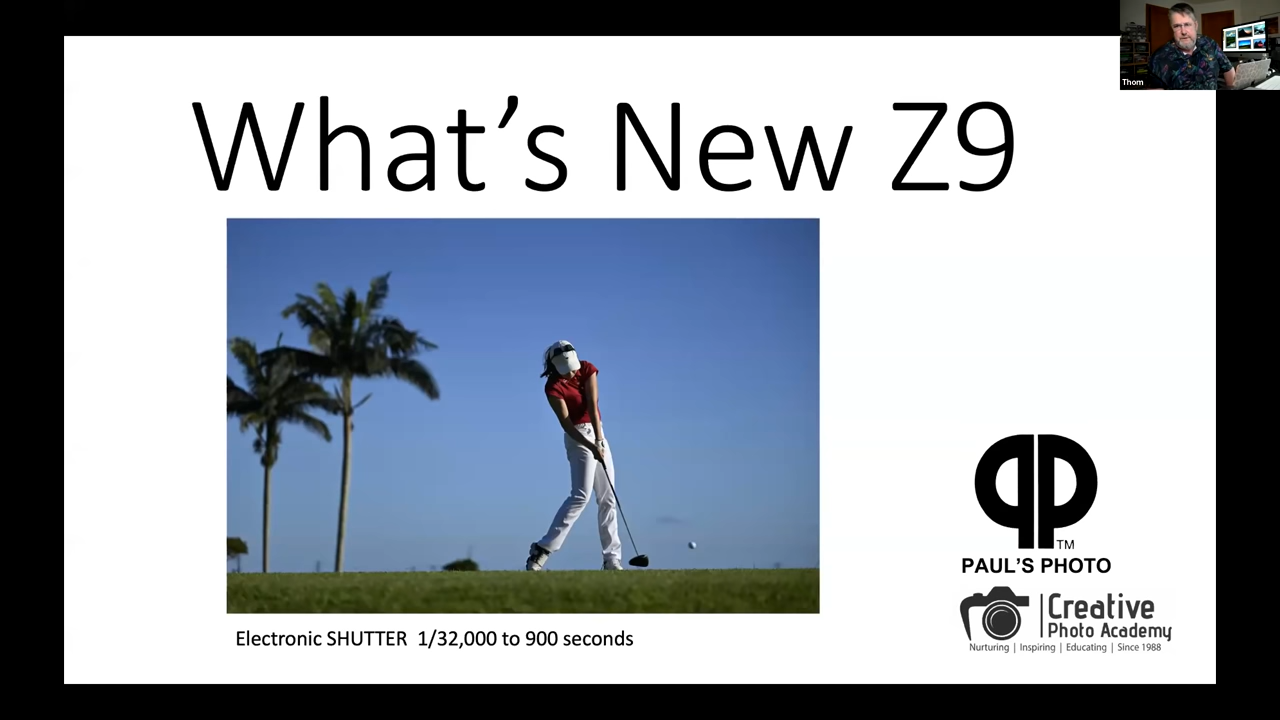 Thom
What's New Z9
Electronic SHUTTER 1/32,000 to 900 seconds
TM
PAUL'S PHOTO
Creative
Photo Academy
Nurturing | Inspiring | Educating | Since 1988